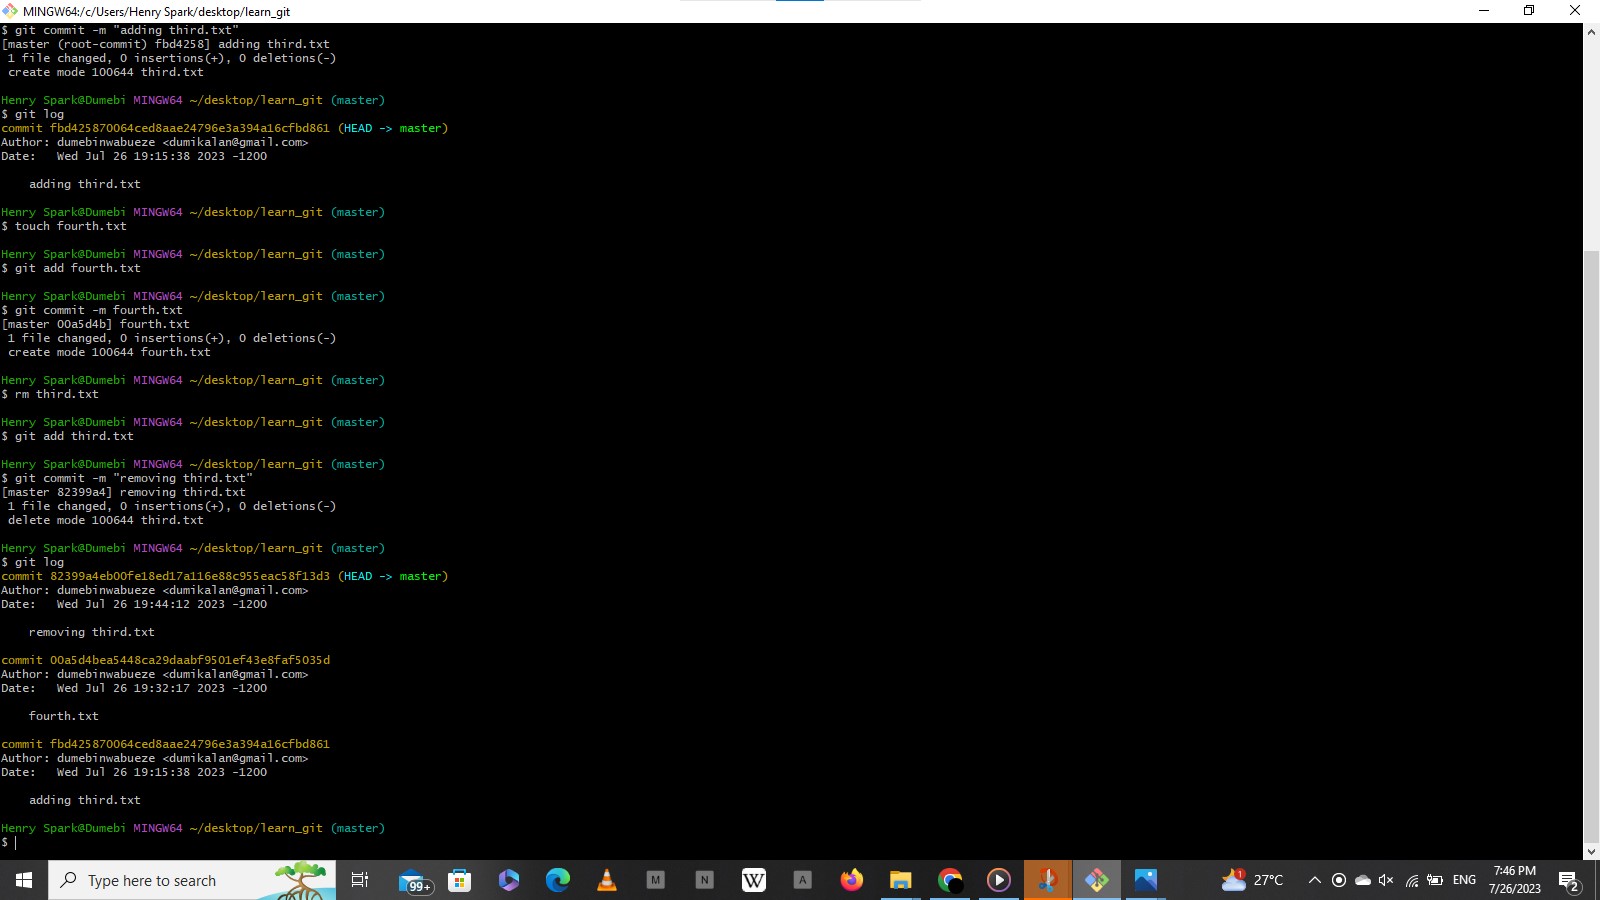 MINGW64:/c/Users/Henry Spark/desktop/learn_git
$ git commit -m "adding third.txt"
[master (root-commit) fbd4258] adding third.txt
 1 file changed, 0 insertions(+), 0 deletions(-)
 create mode 100644 third.txt
Henry Spark@Dumebi MINGW64 ~/desktop/learn_git (master)
$ git log
commit fbd425870064ced8aae24796e3a394a16cfbd861 (HEAD -> master)
Author: dumebinwabueze <dumikalan@gmail.com>
Date:   Wed Jul 26 19:15:38 2023 -1200
    adding third.txt
Henry Spark@Dumebi MINGW64 ~/desktop/learn_git (master)
$ touch fourth.txt
Henry Spark@Dumebi MINGW64 ~/desktop/learn_git (master)
$ git add fourth.txt
Henry Spark@Dumebi MINGW64 ~/desktop/learn_git (master)
$ git commit -m fourth.txt
[master 00a5d4b] fourth.txt
 1 file changed, 0 insertions(+), 0 deletions(-)
 create mode 100644 fourth.txt
Henry Spark@Dumebi MINGW64 ~/desktop/learn_git (master)
$ rm third.txt
Henry Spark@Dumebi MINGW64 ~/desktop/learn_git (master)
$ git add third.txt
Henry Spark@Dumebi MINGW64 ~/desktop/learn_git (master)
$ git commit -m "removing third.txt"
[master 82399a4] removing third.txt
 1 file changed, 0 insertions(+), 0 deletions(-)
 delete mode 100644 third.txt
Henry Spark@Dumebi MINGW64 ~/desktop/learn_git (master)
$ git log
commit 82399a4eb00fe18ed17a116e88c955eac58f13d3 (HEAD -> master)
Author: dumebinwabueze <dumikalan@gmail.com>
Date:   Wed Jul 26 19:44:12 2023 -1200
    removing third.txt
commit 00a5d4bea5448ca29daabf9501ef43e8faf5035d
Author: dumebinwabueze <dumikalan@gmail.com>
Date:   Wed Jul 26 19:32:17 2023 -1200
    fourth.txt
commit fbd425870064ced8aae24796e3a394a16cfbd861
Author: dumebinwabueze <dumikalan@gmail.com>
Date:   Wed Jul 26 19:15:38 2023 -1200
    adding third.txt
Henry Spark@Dumebi MINGW64 ~/desktop/learn_git (master)
$
Type here to search
99+
M
N
W
A
1
27°C
ENG
7:46 PM
7/26/2023
2